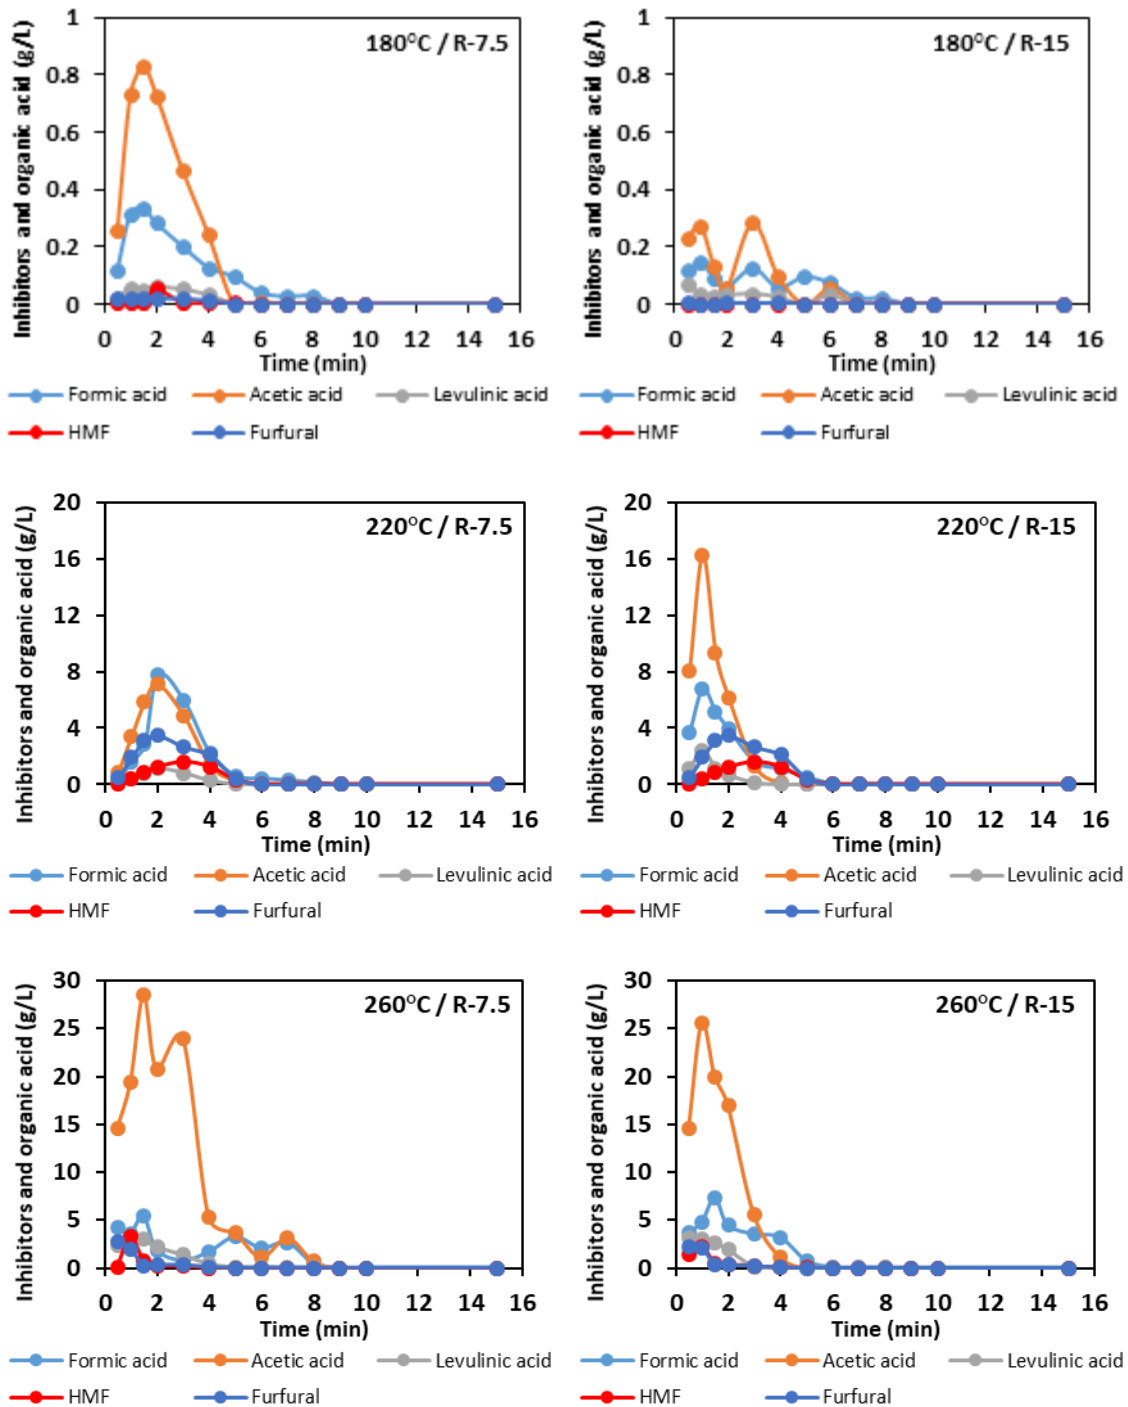 Inhibitors and organic acid (g/L)
1
0.8
0.6
0.4
0.2
0
180°C / R-7.5
0 2 4 6 8 10 12 14 16
Time (min)
Formic acid Acetic acid Levulinic acid
HMF Furfural
Inhibitors and organic acid (g/L)
1
0.8
0.6
0.4
0.2
0
180°C / R-15
0 2 4 6 8 10 12 14 16
Time (min)
Formic acid Acetic acid Levulinic acid
HMF Furfural
Inhibitors and organic acid (g/L)
20
16
12
8
4
0
220°C / R-7.5
0 2 4 6 8 10 12 14 16
Time (min)
Formic acid Acetic acid Levulinic acid
HMF Furfural
Inhibitors and organic acid (g/L)
20
16
12
8
4
0
220°C / R-15
0 2 4 6 8 10 12 14 16
Time (min)
Formic acid Acetic acid Levulinic acid
HMF Furfural
Inhibitors and organic acid (g/L)
30
25
20
15
10
5
0
260°C / R-7.5
0 2 4 6 8 10 12 14 16
Time (min)
Formic acid Acetic acid Levulinic acid
HMF Furfural
Inhibitors and organic acid (g/L)
30
25
20
15
10
5
0
260°C / R-15
0 2 4 6 8 10 12 14 16
Time (min)
Formic acid Acetic acid Levulinic acid
HMF Furfural